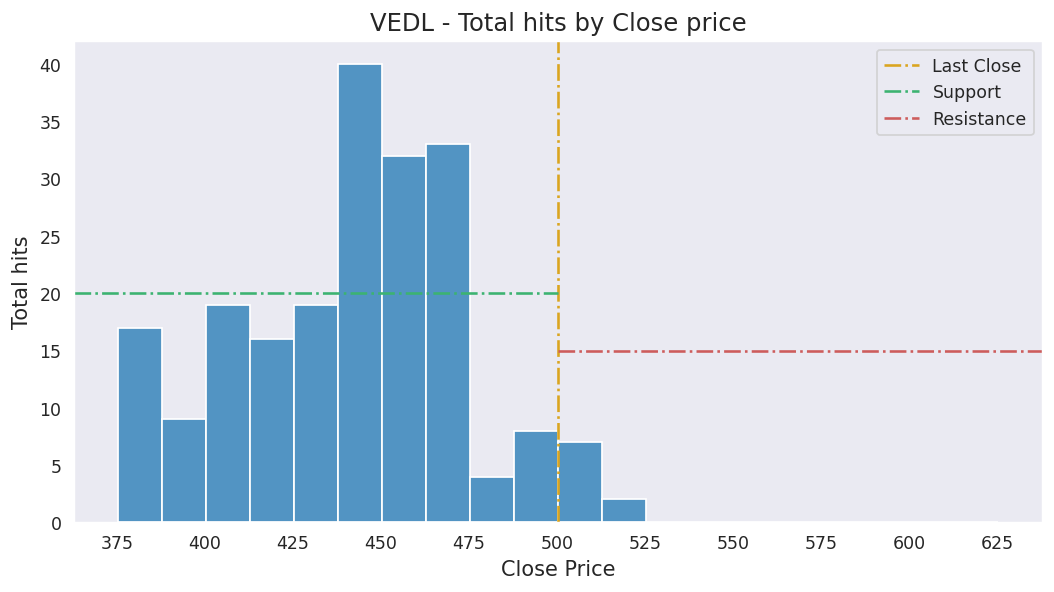 VEDL - Total hits by Close price
Last Close
Support
Resistance
Total hits
40
35
30
25
20
15
10
5
0
375 400 425 450 475 500 525 550 575 600 625
Close Price